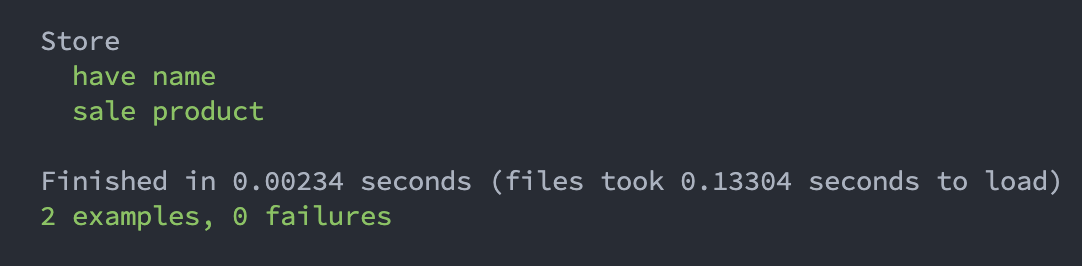 Store
have name
sale product
Finished in 0.00234 seconds (files took 0.13304 seconds to load)
2 examples, 0 failures